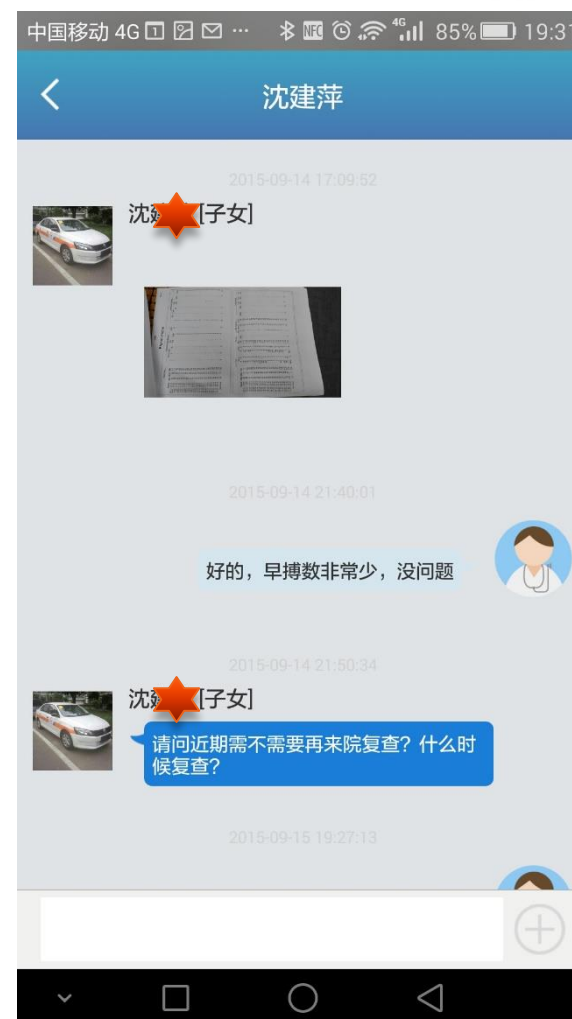 中国移动 4G 85% 19:31
沈建萍
2015-09-14 17:09:52
沈 [子女]
2015-09-14 21:40:01
好的，早搏数非常少，没问题
2015-09-14 21:50:34
沈 [子女]
请问近期需不需要再来院复查？什么时
候复查？
2015-09-15 19:27:13